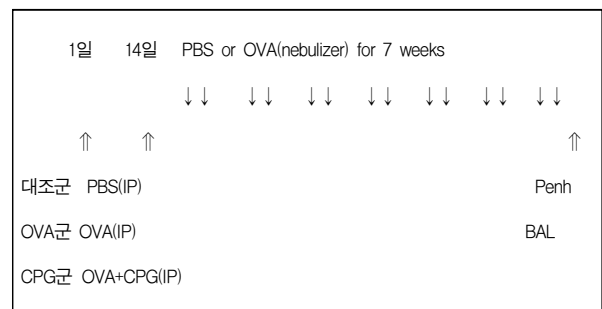 1일 14일 PBS or OVA(nebulizer) for 7 weeks
↓↓ ↓↓ ↓↓ ↓↓ ↓↓ ↓↓ ↓↓
⇑ ⇑ ⇑
대조군 PBS(IP) Penh
OVA군 OVA(IP) BAL
CPG군 OVA+CPG(IP)